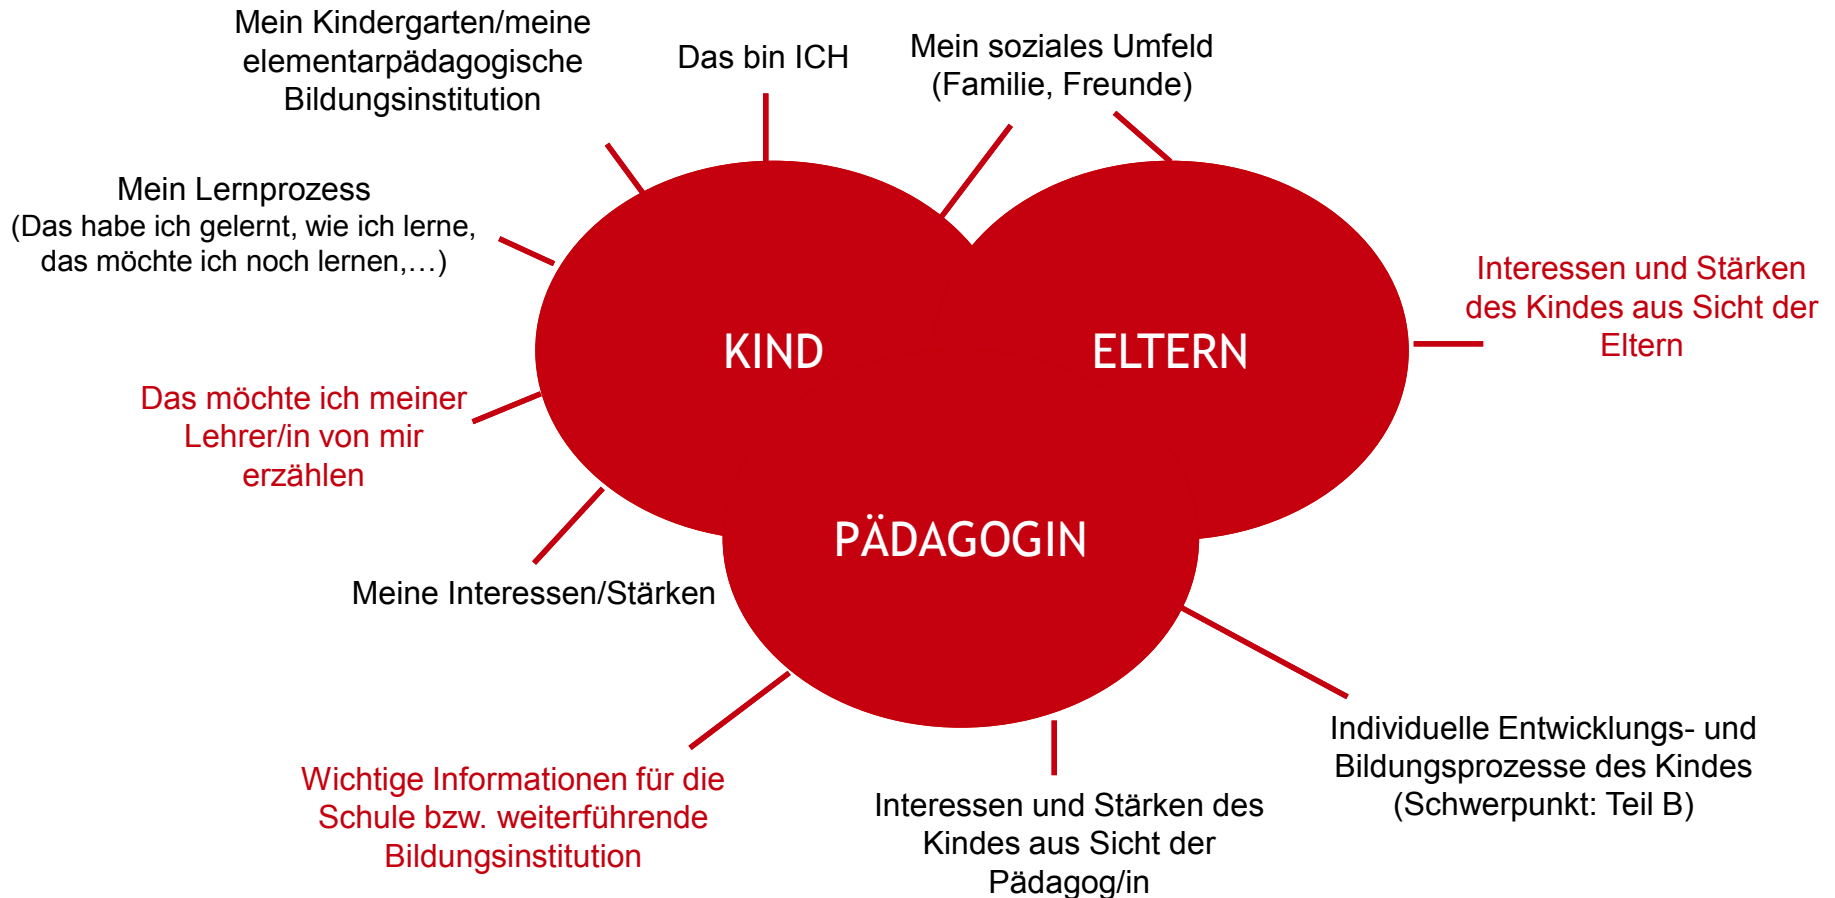 Mein Kindergarten/meine
elementarpädagogische
Bildungsinstitution
Das bin ICH
Mein soziales Umfeld
(Familie, Freunde)
Mein Lernprozess
(Das habe ich gelernt, wie ich lerne,
das möchte ich noch lernen,…)
Interessen und Stärken
des Kindes aus Sicht der
Eltern
KIND
ELTERN
Das möchte ich meiner
Lehrer/in von mir
erzählen
PÄDAGOGIN
Meine Interessen/Stärken
Wichtige Informationen für die
Schule bzw. weiterführende
Bildungsinstitution
Interessen und Stärken des
Kindes aus Sicht der
Pädagog/in
Individuelle Entwicklungs- und
Bildungsprozesse des Kindes
(Schwerpunkt: Teil B)